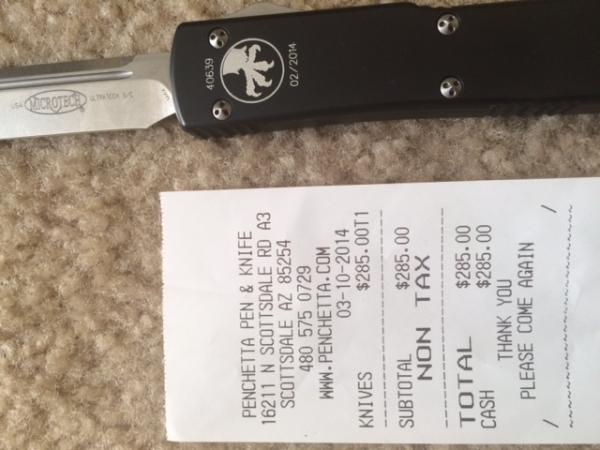 40639
02/2014
USA
MICROTECH
ULTRATECH S/E
PENCHETTA PEN & KNIFE
16211 N SCOTTSDALE RD A3
SCOTTSDALE AZ 85254
480 575 0729
WWW.PENCHETTA.COM
03-10-2014
KNIVES $285.00T1
SUBTOTAL $285.00
NON TAX
TOTAL $285.00
CASH $285.00
THANK YOU
PLEASE COME AGAIN
/ /